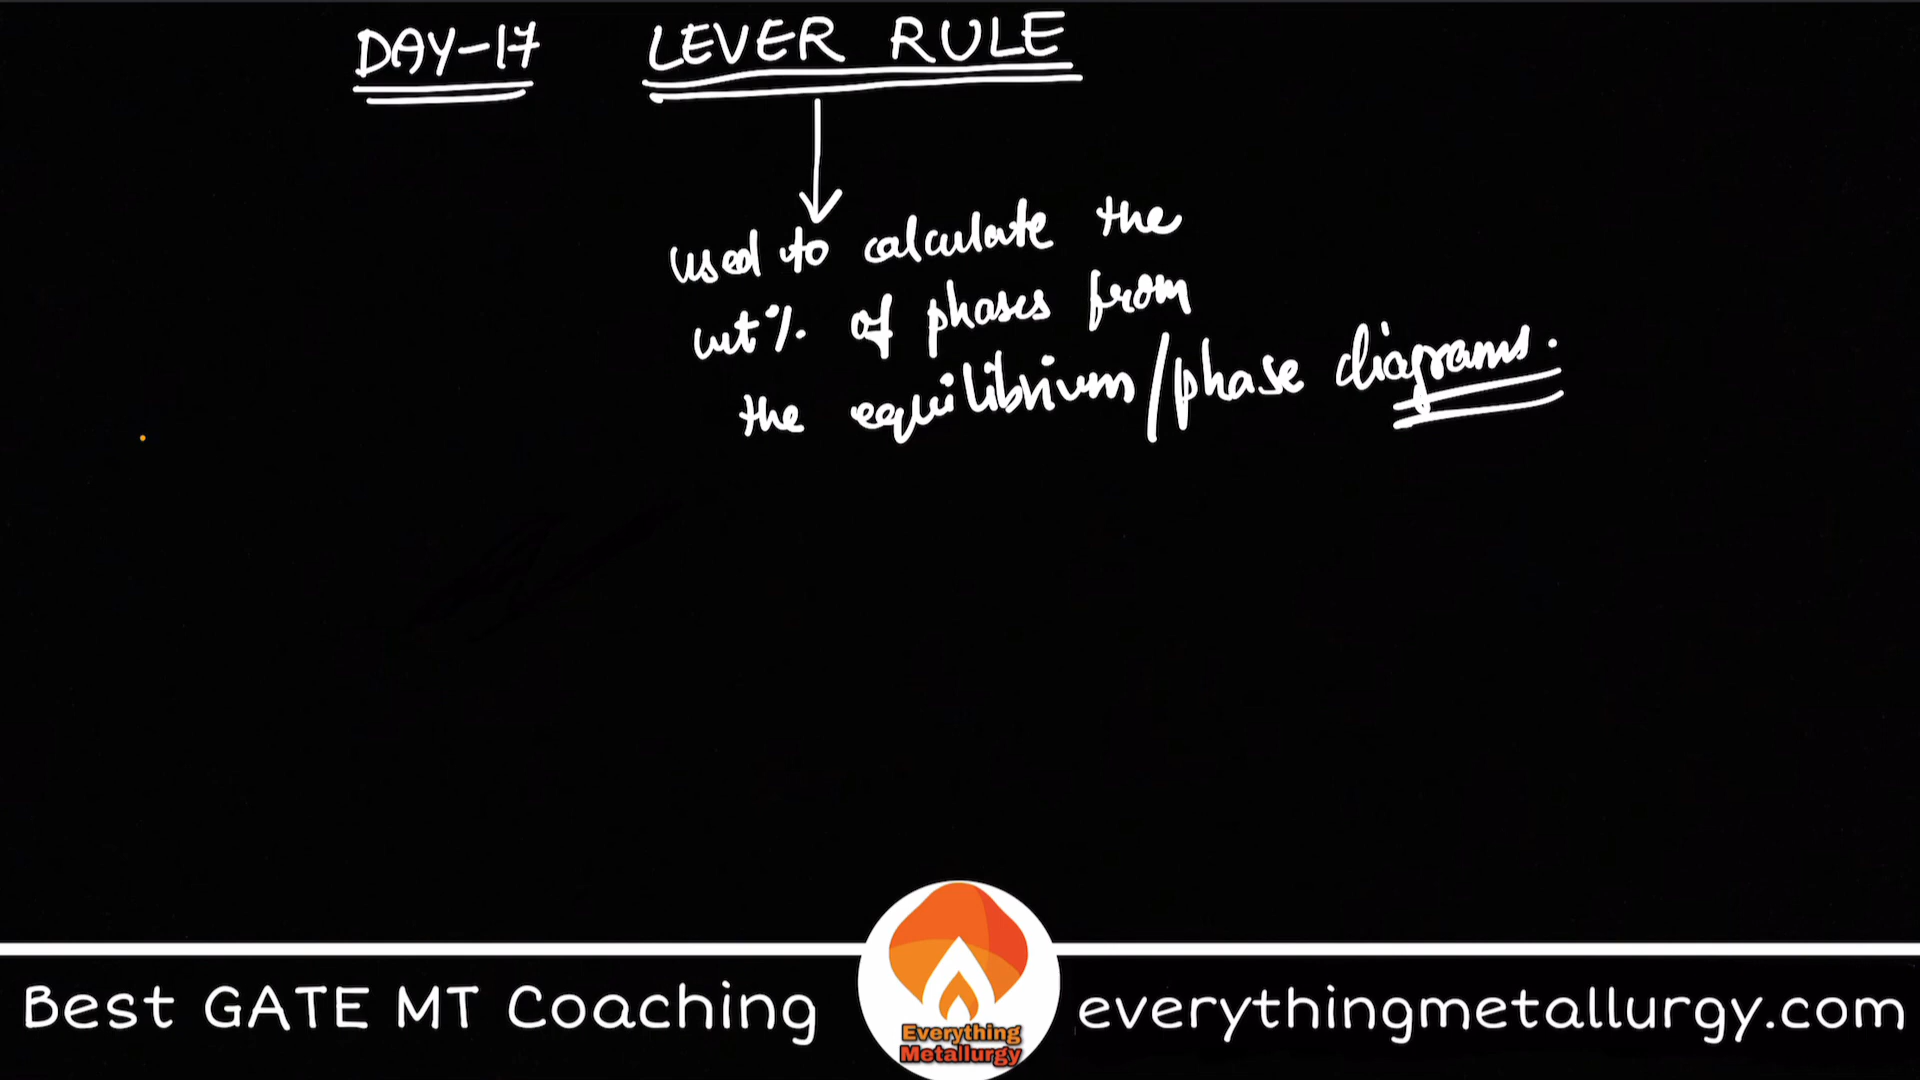 DAY-17 LEVER RULE
used to calculate the
wt% of phases from
the equilibrium/phase diagrams.
Best GATE MT Coaching
Everything
Metallurgy
everythingmetallurgy.com